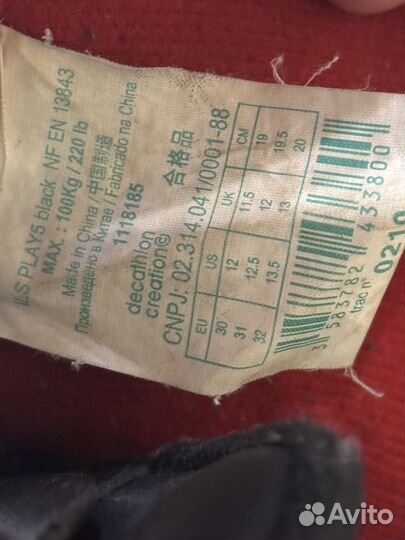 ILS PLAY5 black NF EN 13843
MAX. : 100Kg / 220 lb
Made in China / 中国制造
Произведено в Китае / Fabricado na China
1118185
decathlon
creation©
合格品
CNPJ: 02.314.041/0001-88
EU US UK CM
30 12 11.5 19
31 12.5 12 19.5
32 13.5 13 20
3 583782 433800
trac n°
0210
Avito